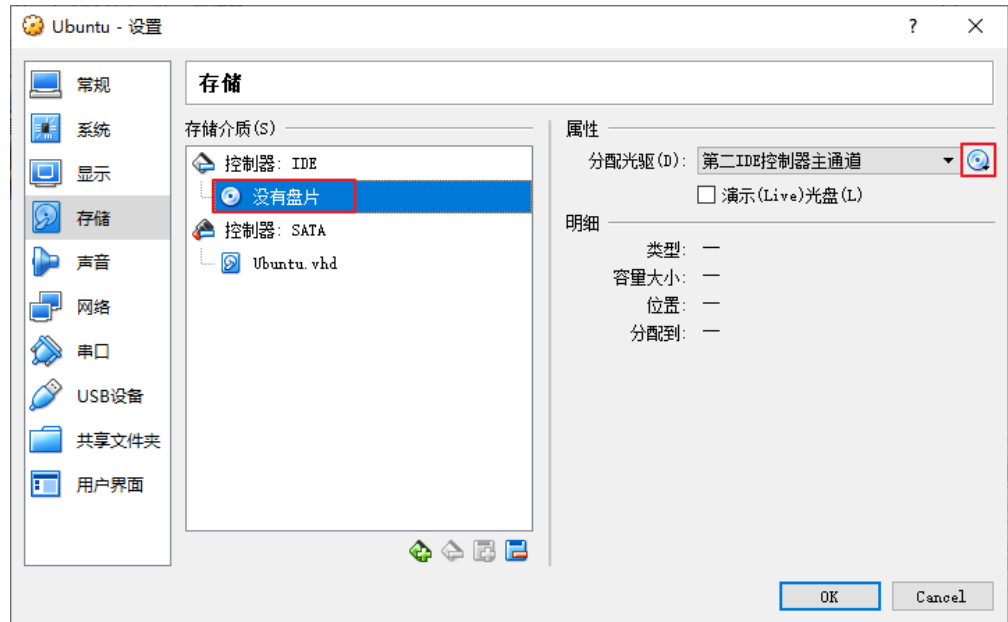 Ubuntu - 设置
?
常规
系统
显示
存储
声音
网络
串口
USB设备
共享文件夹
用户界面
存储
存储介质(S)
控制器: IDE
没有盘片
控制器: SATA
Ubuntu.vhd
属性
分配光驱(D): 第二IDE控制器主通道
演示(Live)光盘(L)
明细
类型: —
容量大小: —
位置: —
分配到: —
OK
Cancel